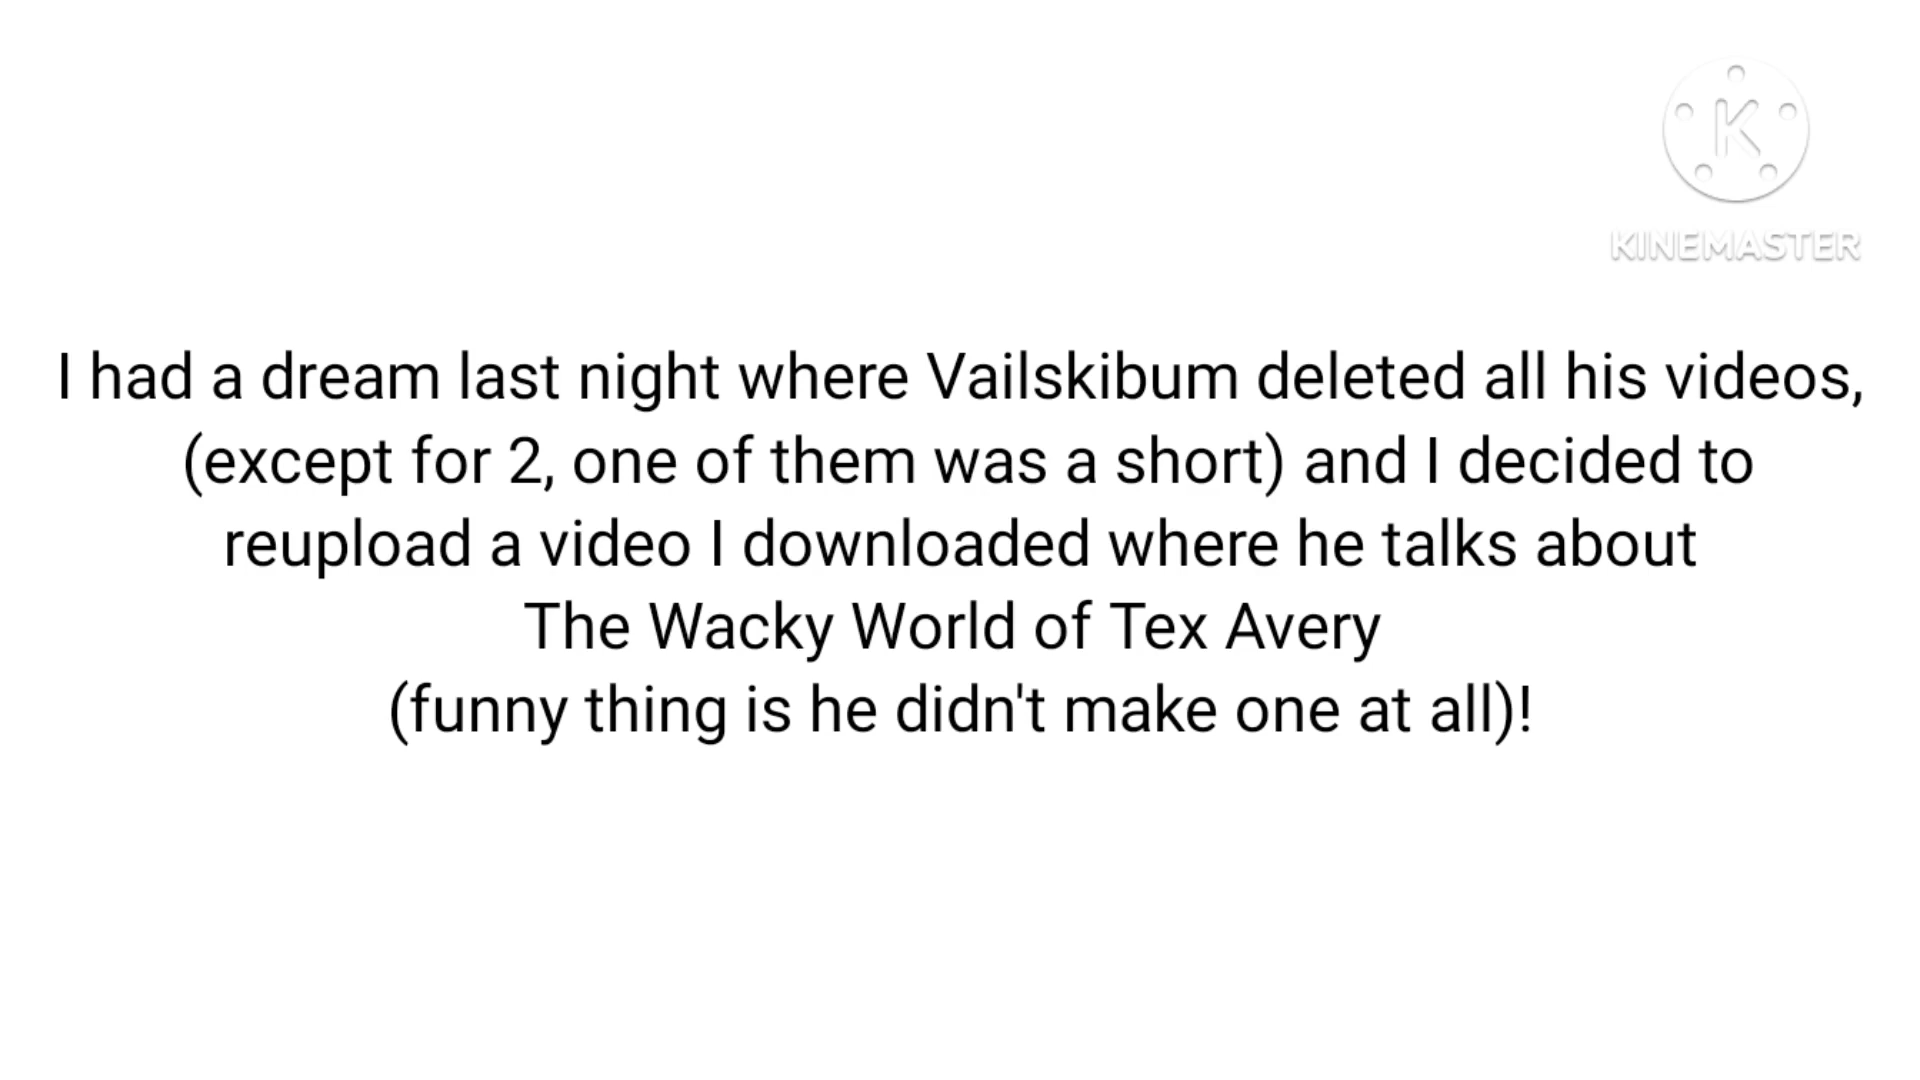 K
KINEMASTER
I had a dream last night where Vailskibum deleted all his videos,
(except for 2, one of them was a short) and I decided to
reupload a video I downloaded where he talks about
The Wacky World of Tex Avery
(funny thing is he didn't make one at all)!